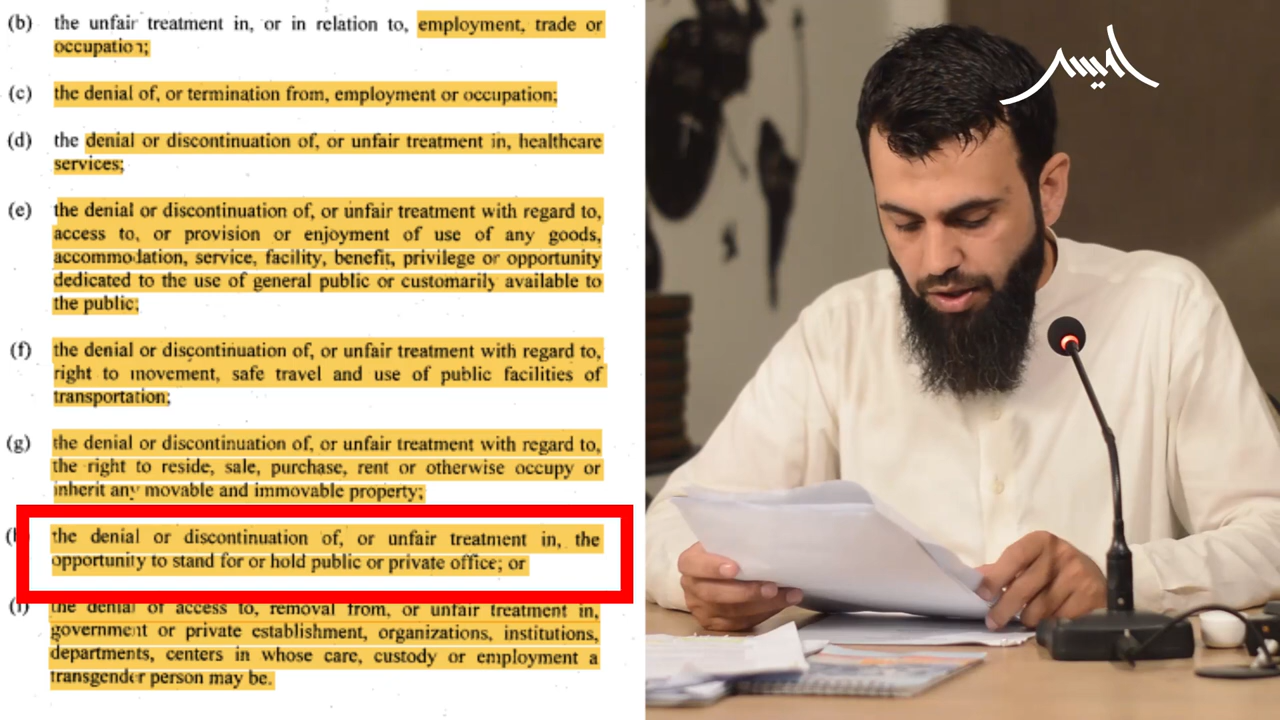 (b) the unfair treatment in, or in relation to, employment, trade or
occupation;
(c) the denial of, or termination from, employment or occupation;
(d) the denial or discontinuation of, or unfair treatment in, healthcare
services;
(e) the denial or discontinuation of, or unfair treatment with regard to,
access to, or provision or enjoyment of use of any goods,
accommodation, service, facility, benefit, privilege or opportunity
dedicated to the use of general public or customarily available to
the public;
(f) the denial or discontinuation of, or unfair treatment with regard to,
right to movement, safe travel and use of public facilities of
transportation;
(g) the denial or discontinuation of, or unfair treatment with regard to,
the right to reside, sale, purchase, rent or otherwise occupy or
inherit any movable and immovable property;
the denial or discontinuation of, or unfair treatment in, the
opportunity to stand for or hold public or private office; or
(i) the denial of access to, removal from, or unfair treatment in,
government or private establishment, organizations, institutions,
departments, centers in whose care, custody or employment a
transgender person may be.